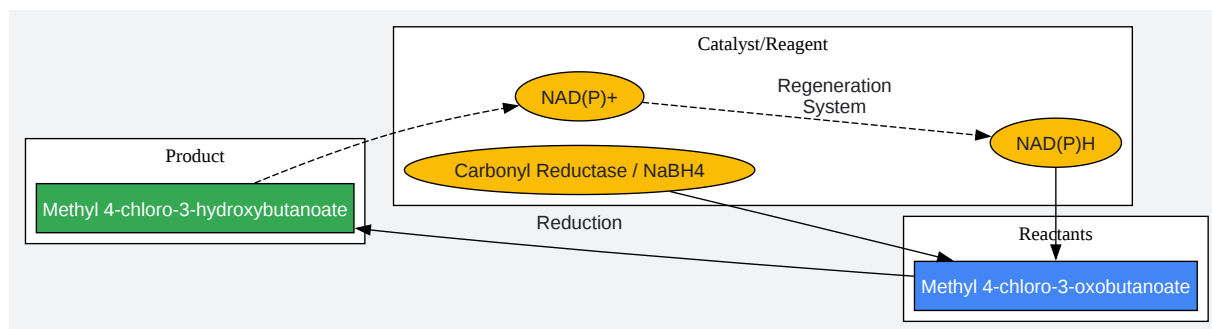 Catalyst/Reagent
NAD(P)+
Regeneration
System
NAD(P)H
Carbonyl Reductase / NaBH4
Product
Methyl 4-chloro-3-hydroxybutanoate
Reduction
Reactants
Methyl 4-chloro-3-oxobutanoate